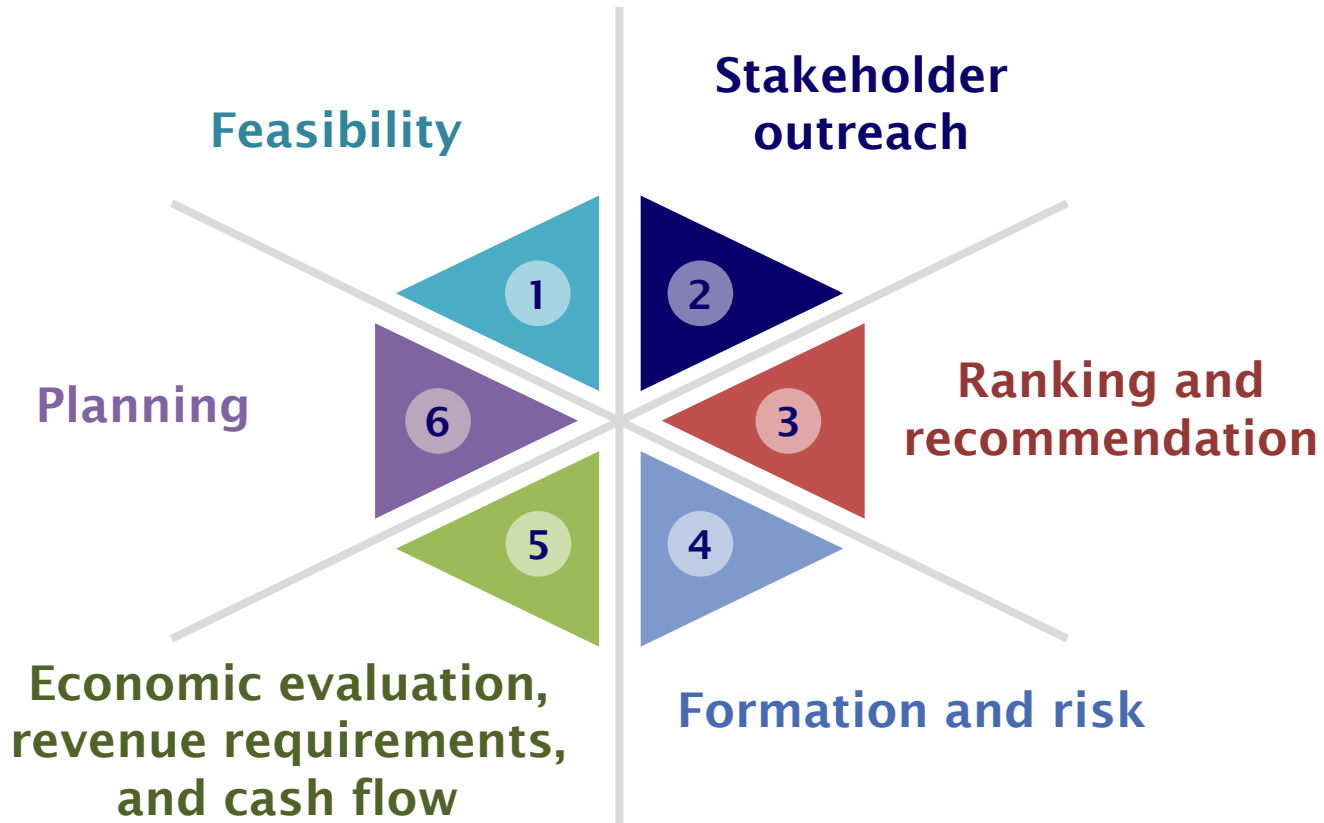 Feasibility
1
Stakeholder
outreach
2
Ranking and
recommendation
3
Formation and risk
4
Economic evaluation,
revenue requirements,
and cash flow
5
Planning
6